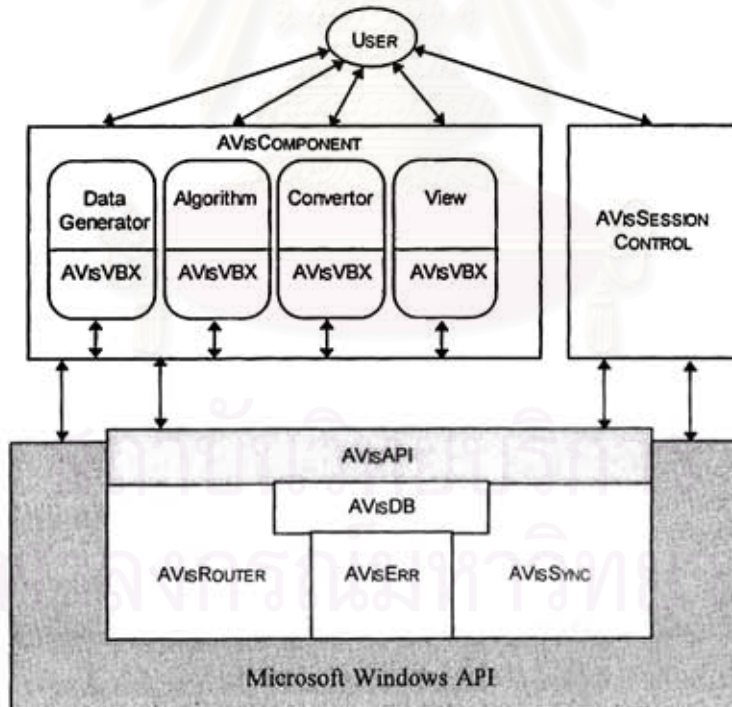 USER
AVISCOMPONENT
Data
Generator
Algorithm
Convertor
View
AVISVBX
AVISVBX
AVISVBX
AVISVBX
AVISSESSION
CONTROL
AVISAPI
AVISDB
AVISROUTER
AVISERR
AVISSYNC
Microsoft Windows API